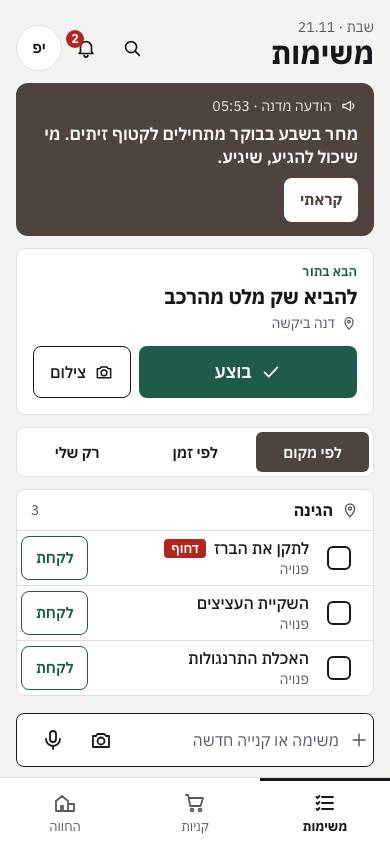 שבת · 21.11
משימות
2
יפ
הודעה מדנה · 05:53
מחר בשבע בבוקר מתחילים לקטוף זיתים. מי
שיכול להגיע, שיגיע.
קראתי
הבא בתור
להביא שק מלט מהרכב
דנה ביקשה
בוצע
צילום
לפי מקום
לפי זמן
רק שלי
הגינה
3
לתקן את הברז דחוף
פנויה
לקחת
השקיית העציצים
פנויה
לקחת
האכלת התרנגולות
פנויה
לקחת
משימה או קנייה חדשה
משימות
קניות
החווה